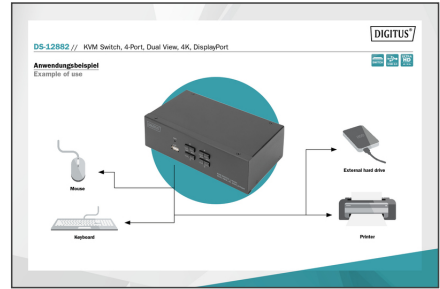 DIGITUS®
DS-12882 // KVM Switch, 4-Port, Dual View, 4K, DisplayPort
Anwendungsbeispiel
Example of use
Mouse
External hard drive
Keyboard
Printer